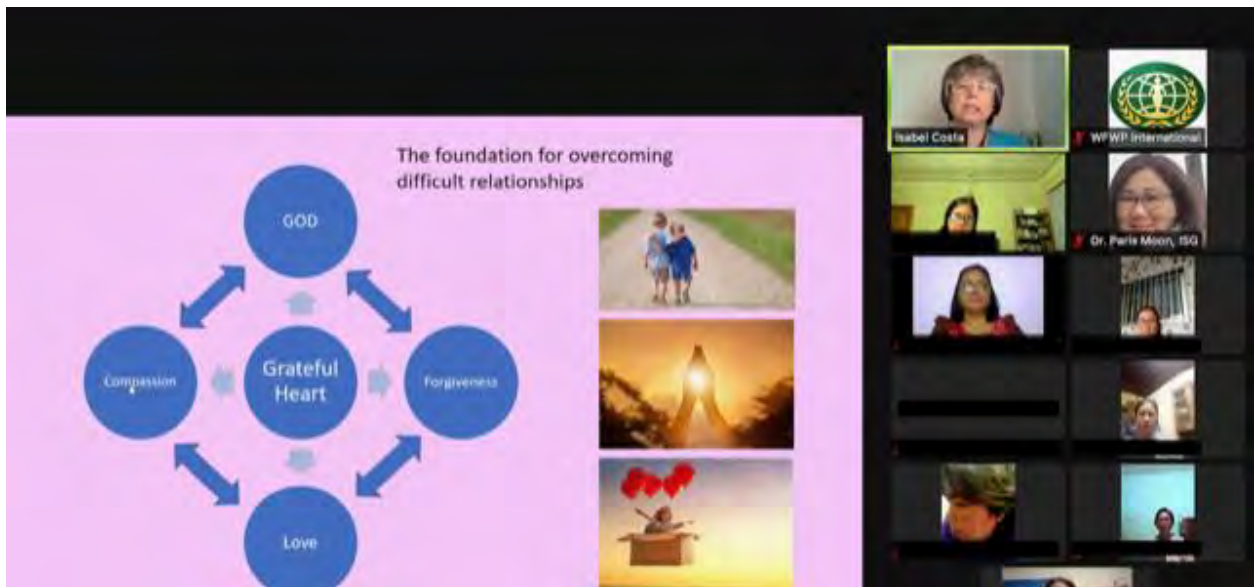 The foundation for overcoming
difficult relationships
GOD
Compassion
Grateful
Heart
Forgiveness
Love
Isabel Costa
WFWP International
Dr. Paris Moon, ISG